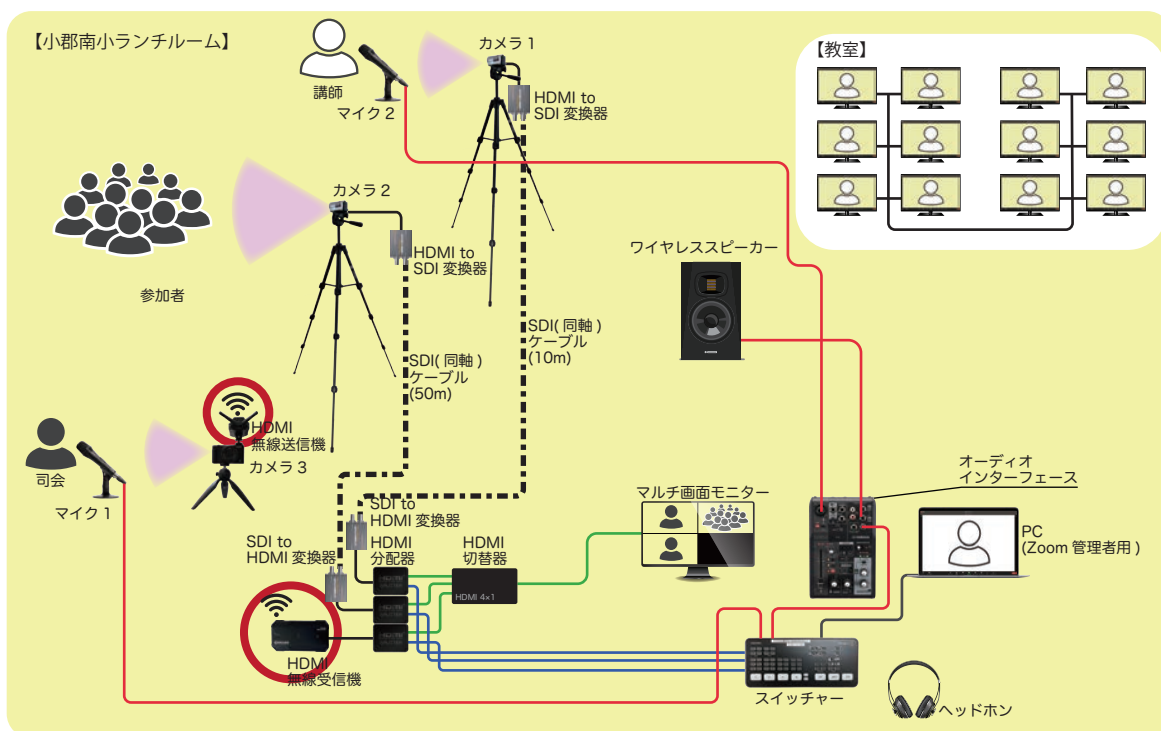 【小郡南小ランチルーム】
講師
マイク2
カメラ1
HDMI to
SDI 変換器
【教室】
参加者
カメラ2
HDMI to
SDI 変換器
ワイヤレススピーカー
SDI( 同軸 )
ケーブル
(10m)
SDI( 同軸 )
ケーブル
(50m)
司会
マイク1
HDMI
無線送信機
カメラ3
SDI to
HDMI 変換器
SDI to
HDMI 変換器
HDMI
分配器
HDMI
切替器
HDMI 4×1
マルチ画面モニター
オーディオ
インターフェース
PC
(Zoom 管理者用 )
HDMI
無線受信機
スイッチャー
ヘッドホン